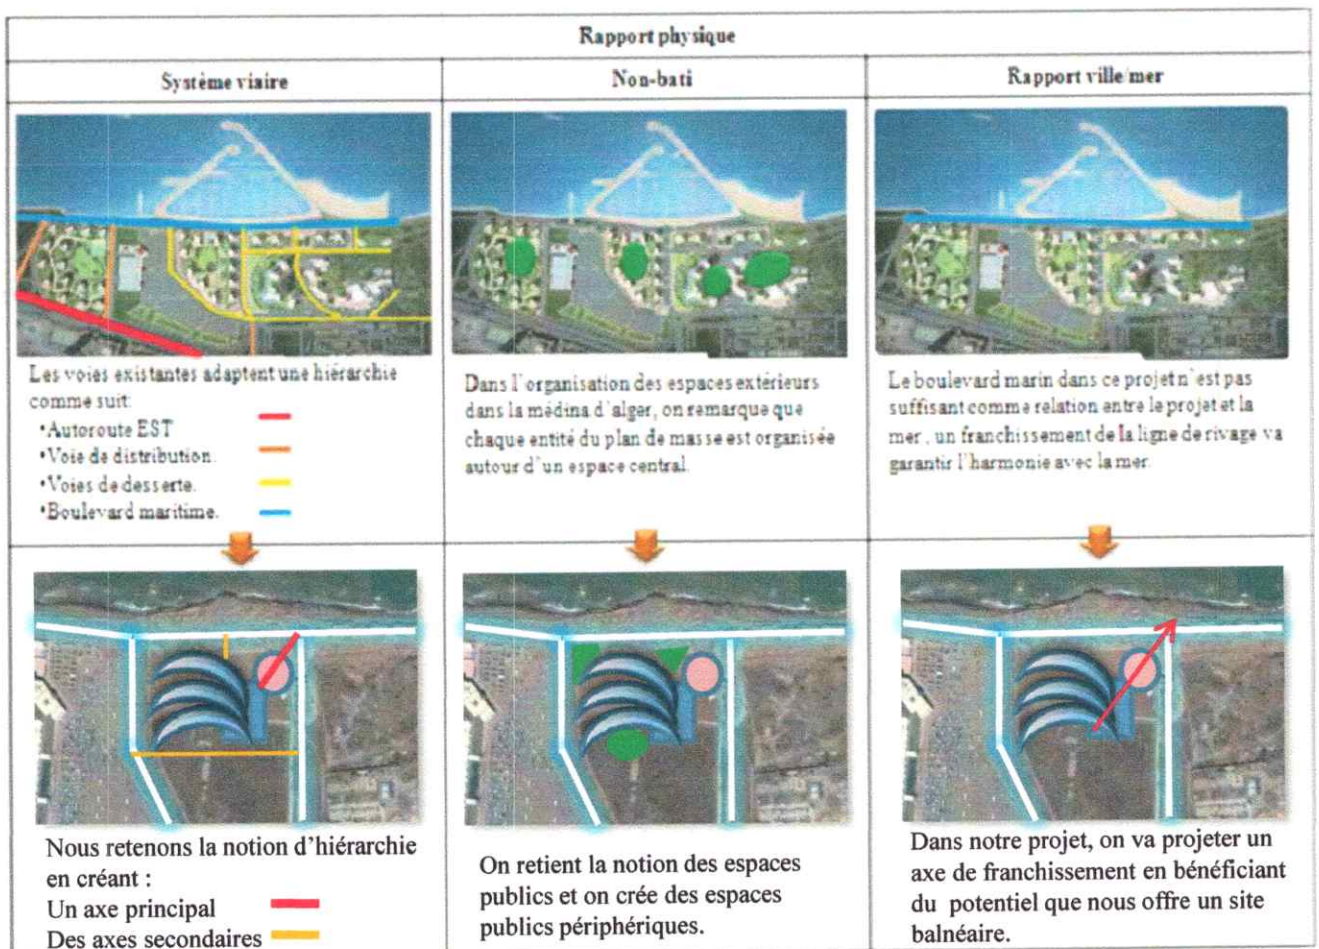 Rapport physique
Système viaire
Non-bati
Rapport ville/mer
Les voies existantes adaptent une hiérarchie
comme suit:
•Autoroute EST
•Voie de distribution.
•Voies de desserte.
•Boulevard maritime.
Dans l'organisation des espaces extérieurs
dans la médina d'alger, on remarque que
chaque entité du plan de masse est organisée
autour d'un espace central.
Le boulevard marin dans ce projet n'est pas
suffisant comme relation entre le projet et la
mer, un franchissement de la ligne de rivage va
garantir l'harmonie avec la mer.
Nous retenons la notion d'hiérarchie
en créant :
Un axe principal
Des axes secondaires
On retient la notion des espaces
publics et on crée des espaces
publics périphériques.
Dans notre projet, on va projeter un
axe de franchissement en bénéficiant
du potentiel que nous offre un site
balnéaire.